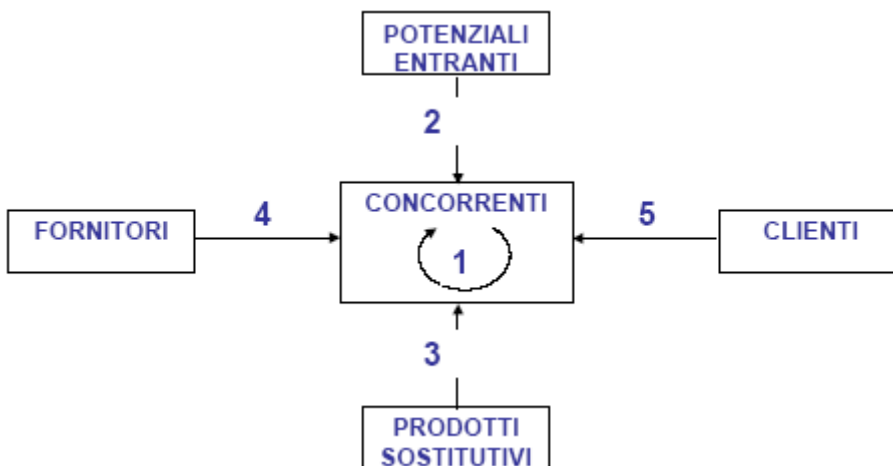 POTENZIALI
ENTRANTI
2
CONCORRENTI
FORNITORI
4
5
CLIENTI
1
3
PRODOTTI
SOSTITUTIVI